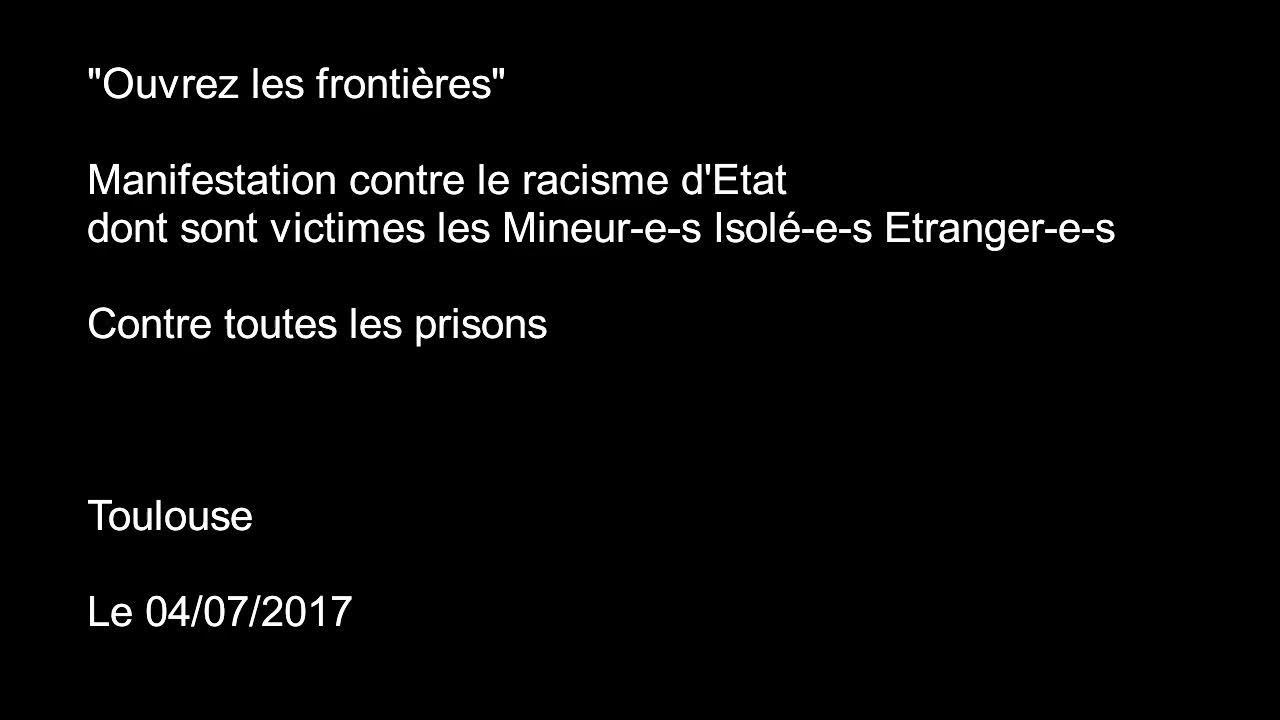 "Ouvrez les frontières"
Manifestation contre le racisme d'Etat
dont sont victimes les Mineur-e-s Isolé-e-s Etranger-e-s
Contre toutes les prisons
Toulouse
Le 04/07/2017